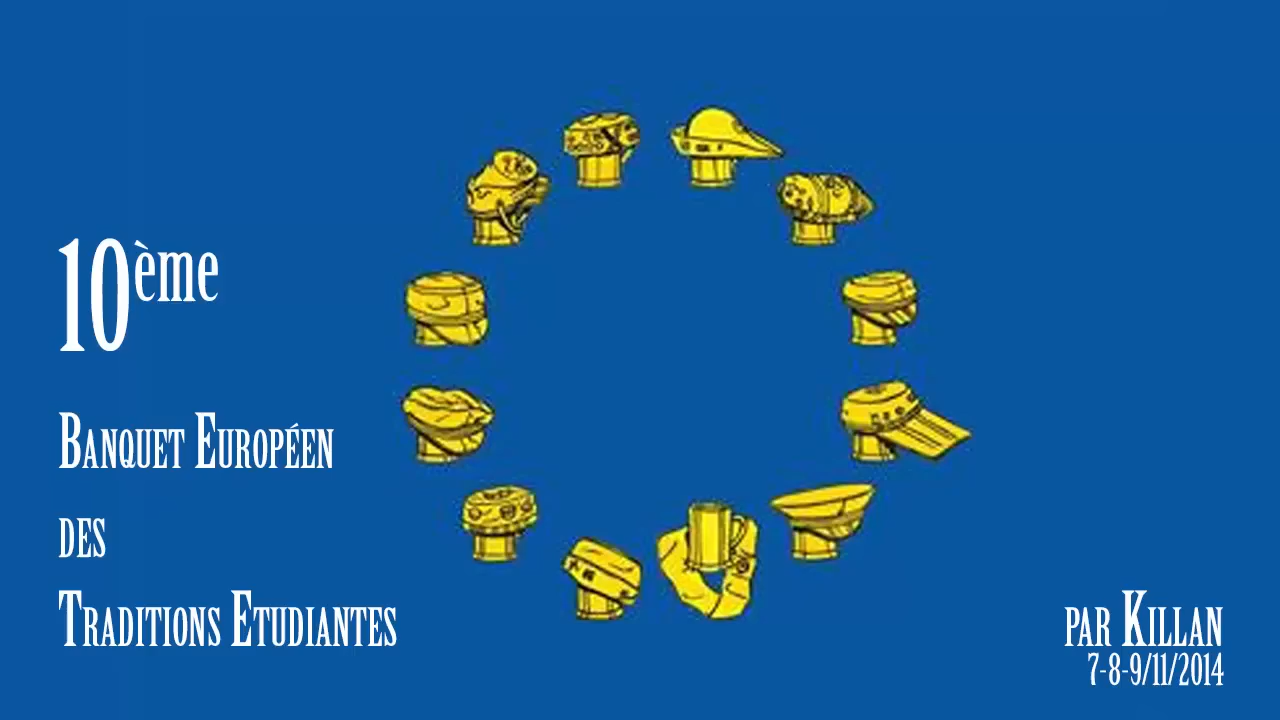 10ème
Banquet Européen
des
Traditions Etudiantes
par Killan
7-8-9/11/2014